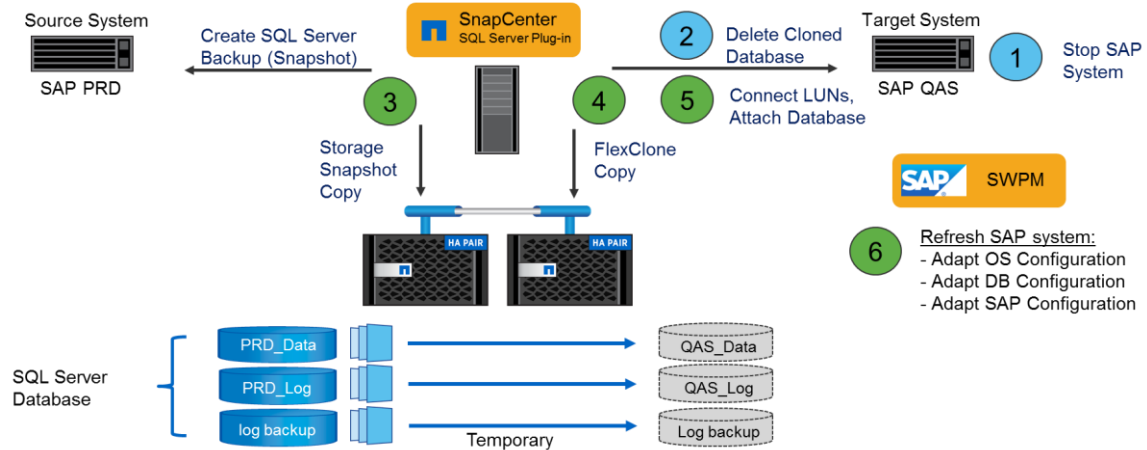 Source System
SAP PRD
Create SQL Server
Backup (Snapshot)
SnapCenter
SQL Server Plug-in
2
Delete Cloned
Database
Target System
SAP QAS
1
Stop SAP
System
3
4
5
Connect LUNs,
Attach Database
Storage
Snapshot
Copy
FlexClone
Copy
SAP
SWPM
HA PAIR
HA PAIR
6
Refresh SAP system:
- Adapt OS Configuration
- Adapt DB Configuration
- Adapt SAP Configuration
SQL Server
Database
PRD_Data
QAS_Data
PRD_Log
QAS_Log
log backup
Temporary
Log backup